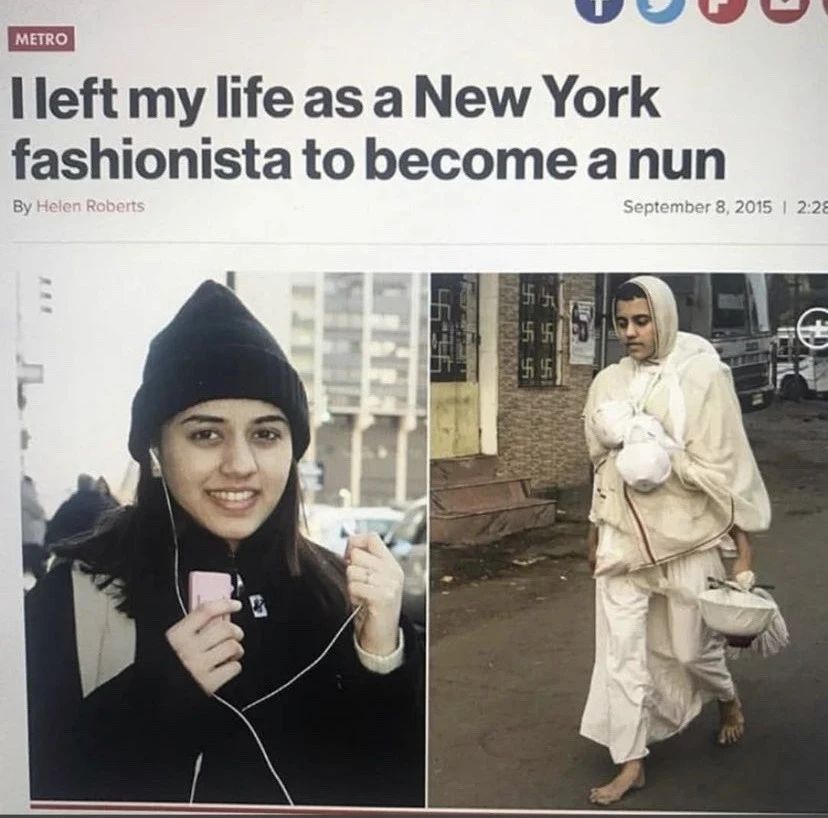 METRO
I left my life as a New York
fashionista to become a nun
By Helen Roberts
September 8, 2015 | 2:28